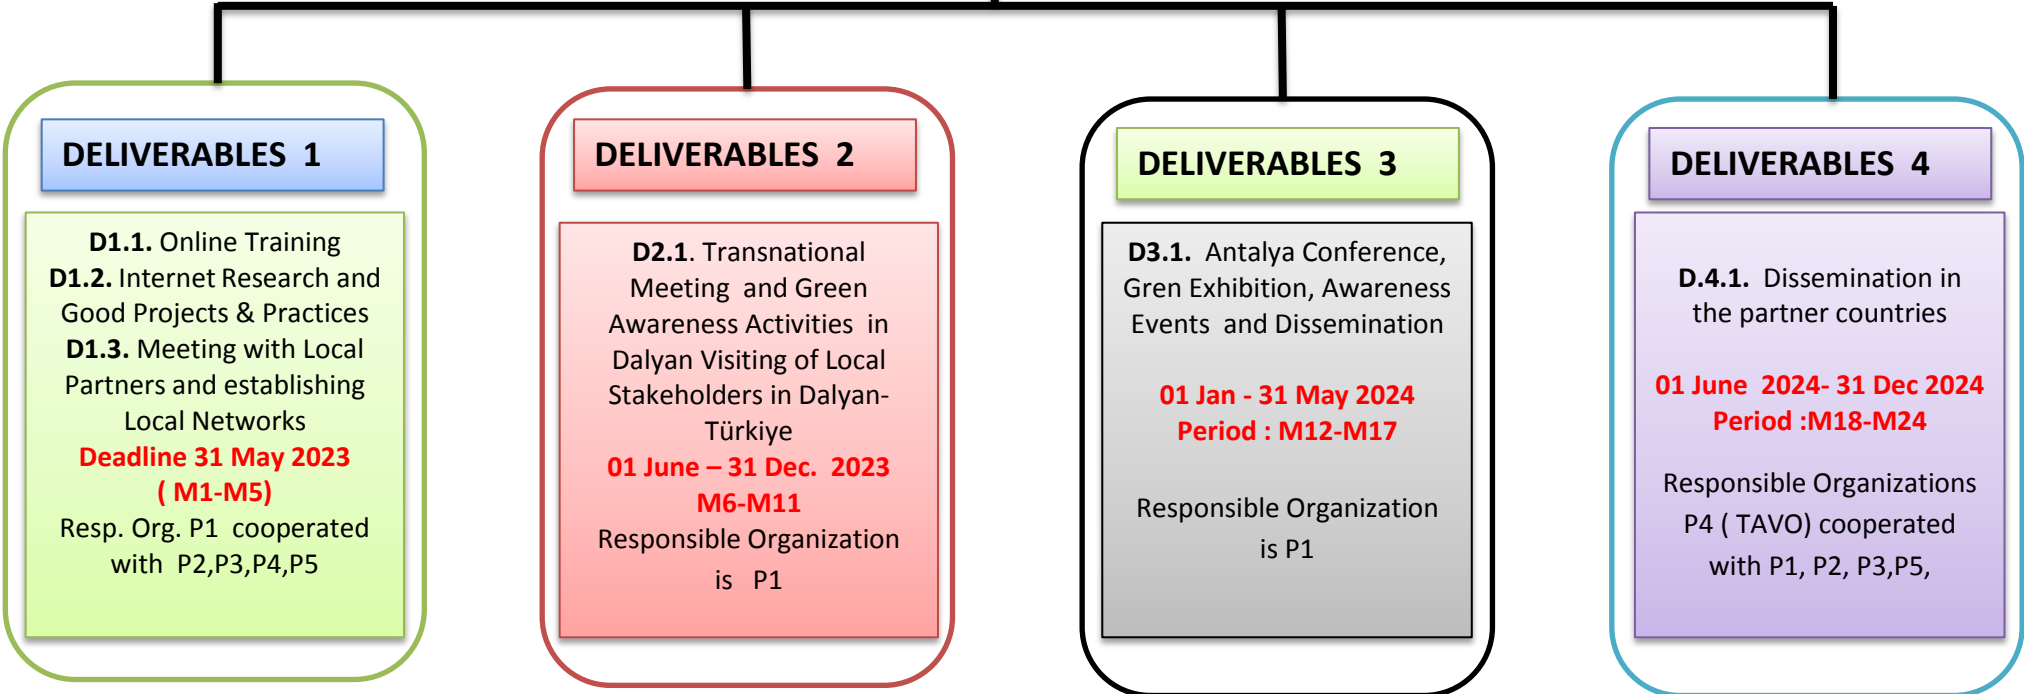 DELIVERABLES 1
D1.1. Online Training
D1.2. Internet Research and
Good Projects & Practices
D1.3. Meeting with Local
Partners and establishing
Local Networks
Deadline 31 May 2023
( M1-M5)
Resp. Org. P1 cooperated
with P2,P3,P4,P5
DELIVERABLES 2
D2.1. Transnational
Meeting and Green
Awareness Activities in
Dalyan Visiting of Local
Stakeholders in Dalyan-
Türkiye
01 June – 31 Dec. 2023
M6-M11
Responsible Organization
is P1
DELIVERABLES 3
D3.1. Antalya Conference,
Gren Exhibition, Awareness
Events and Dissemination
01 Jan - 31 May 2024
Period : M12-M17
Responsible Organization
is P1
DELIVERABLES 4
D.4.1. Dissemination in
the partner countries
01 June 2024- 31 Dec 2024
Period :M18-M24
Responsible Organizations
P4 ( TAVO) cooperated
with P1, P2, P3,P5,